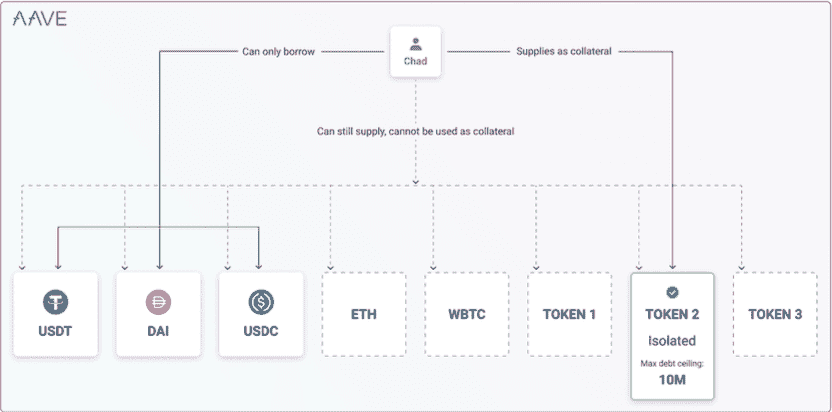 AAVE
Can only borrow
Chad
Supplies as collateral
Can still supply, cannot be used as collateral
USDT
DAI
USDC
ETH
WBTC
TOKEN 1
TOKEN 2
Isolated
Max debt ceiling:
10M
TOKEN 3